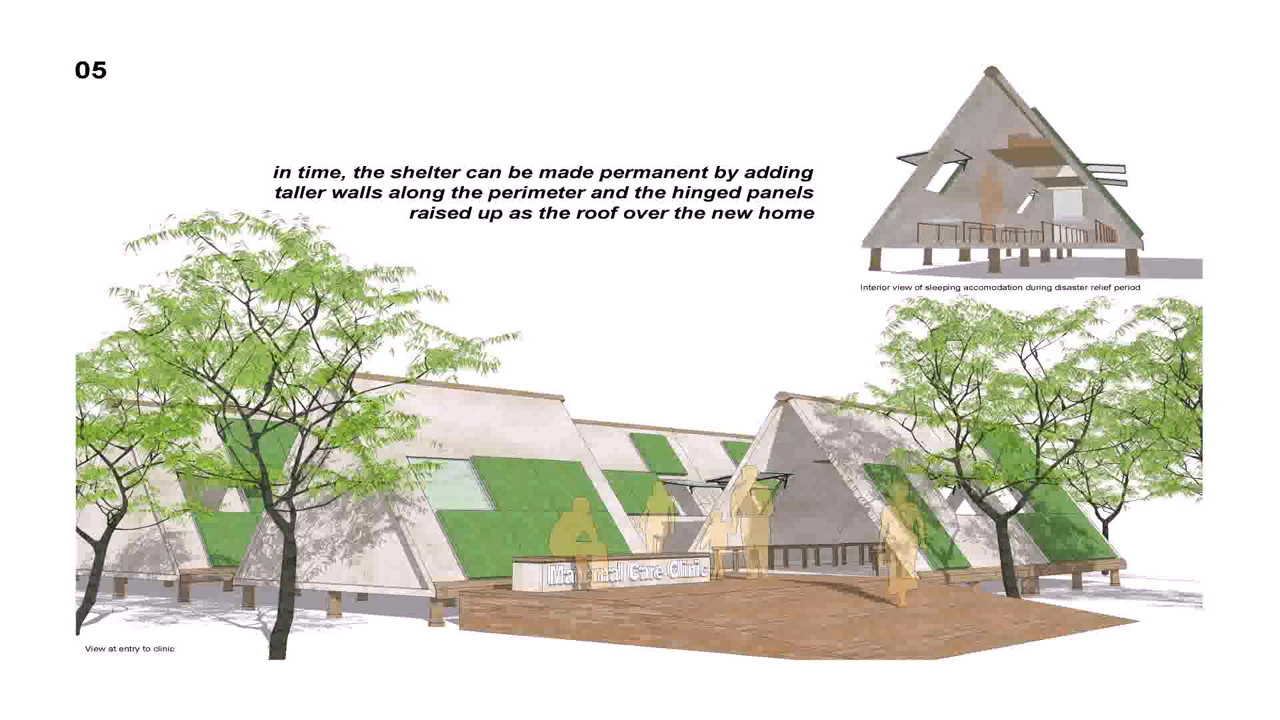 05
in time, the shelter can be made permanent by adding
taller walls along the perimeter and the hinged panels
raised up as the roof over the new home
Interior view of sleeping accomodation during disaster relief period
Maternal Care Clinic
View at entry to clinic